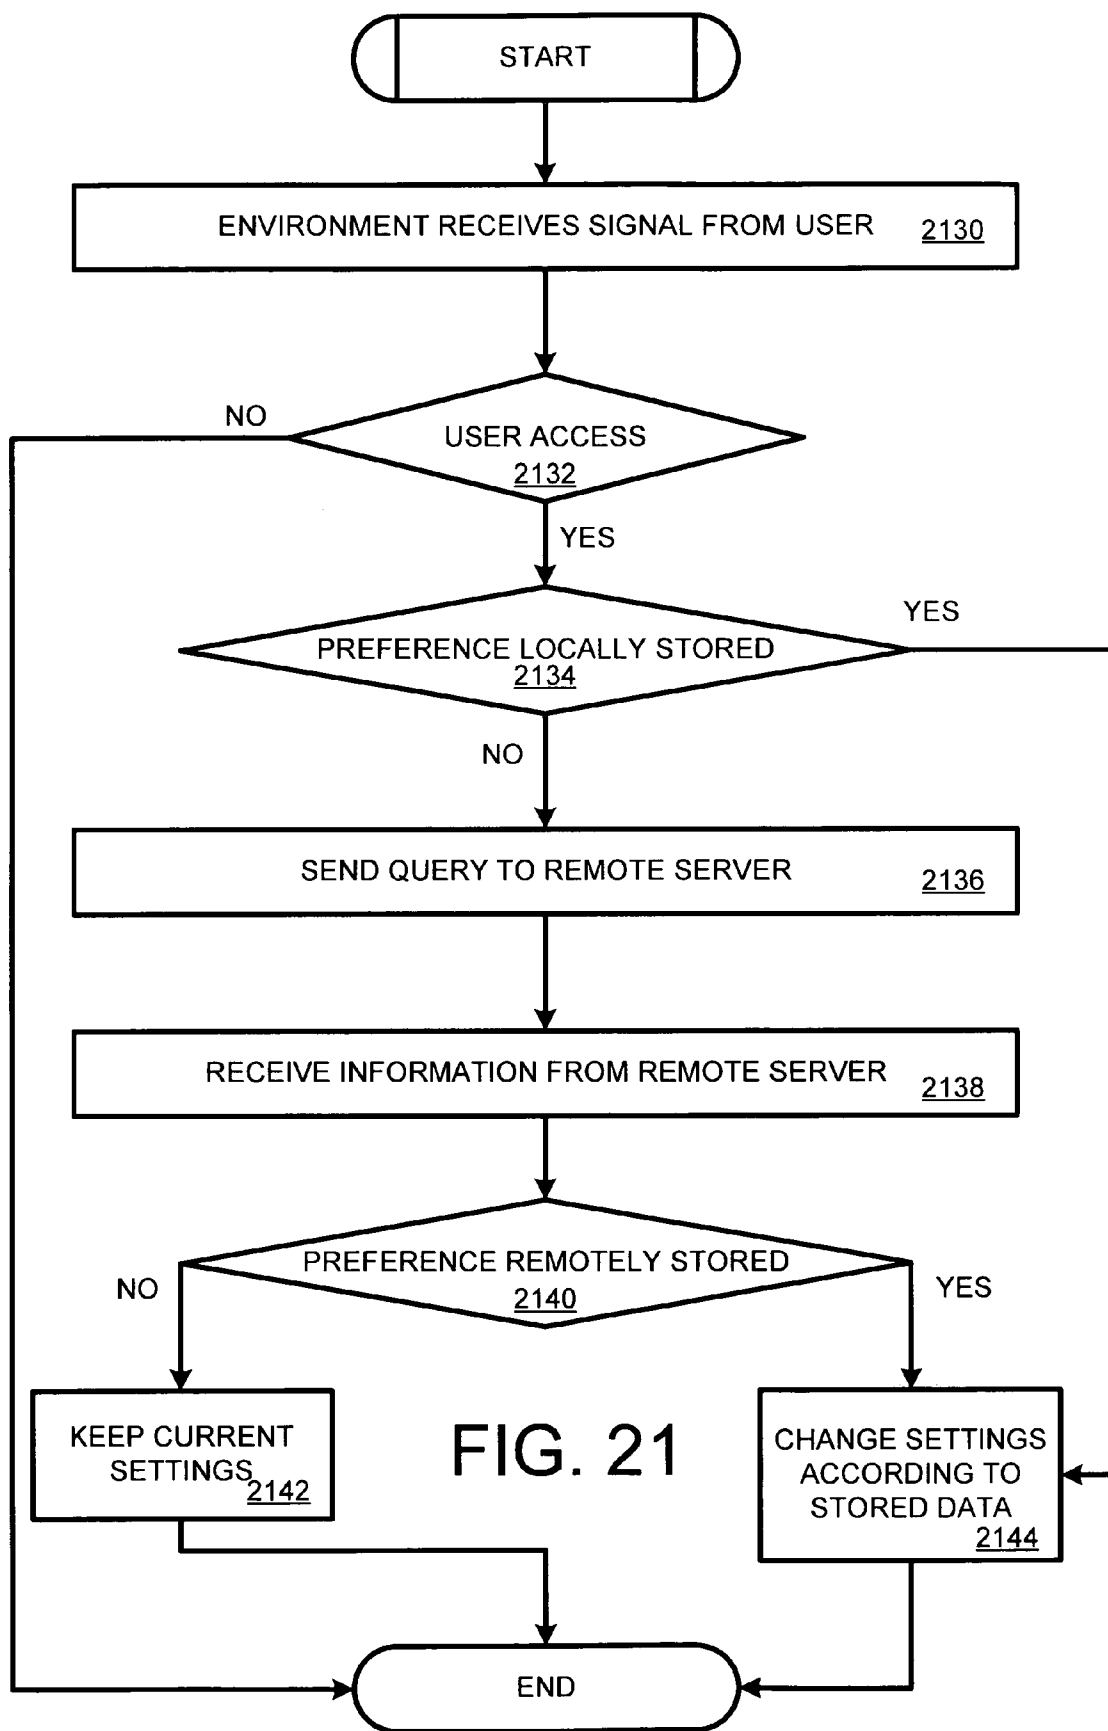 START
ENVIRONMENT RECEIVES SIGNAL FROM USER 2130
NO
USER ACCESS
2132
YES
YES
PREFERENCE LOCALLY STORED
2134
NO
SEND QUERY TO REMOTE SERVER 2136
RECEIVE INFORMATION FROM REMOTE SERVER 2138
PREFERENCE REMOTELY STORED
2140
NO
YES
KEEP CURRENT
SETTINGS
2142
FIG. 21
CHANGE SETTINGS
ACCORDING TO
STORED DATA
2144
END